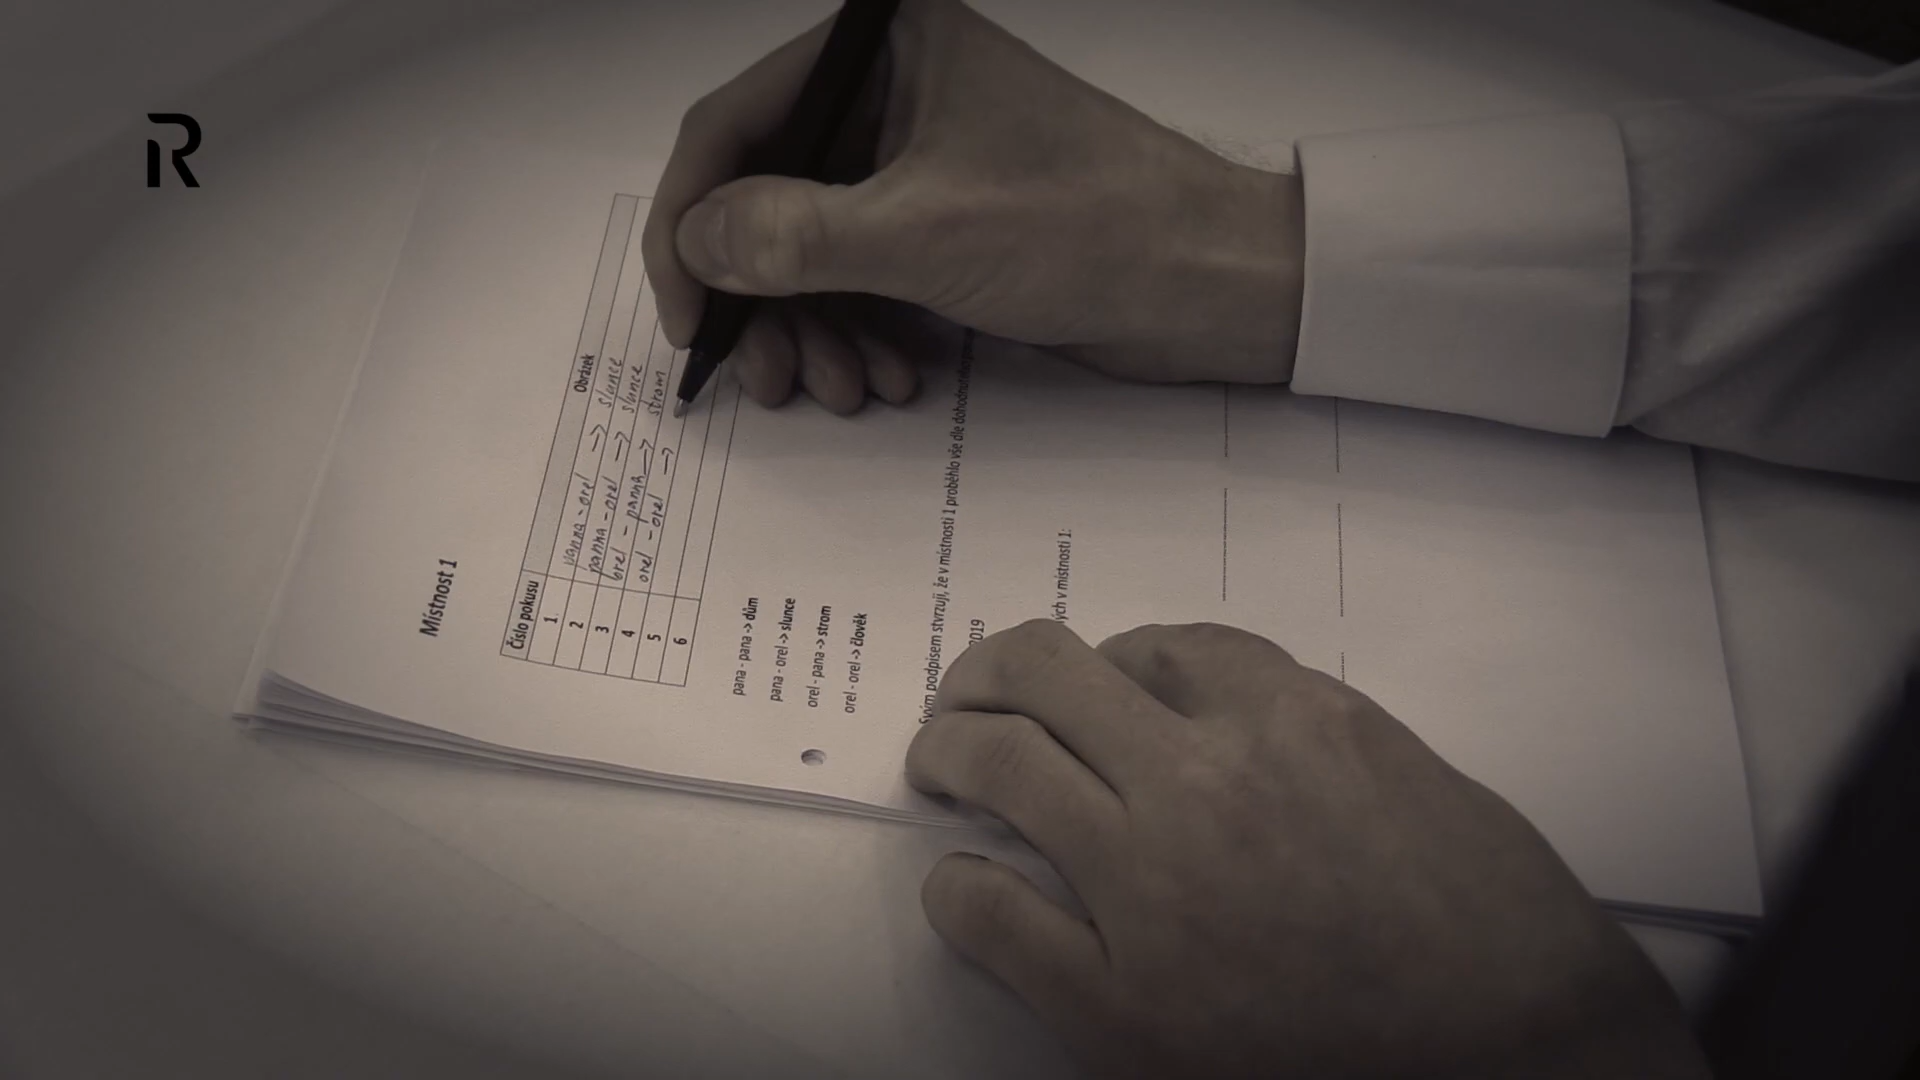 R
Místnost 1
Číslo pokusu Obrázek
1 panna - orel -> slunce
2 panna - orel -> slunce
3 orel - panna -> strom
4 orel - orel ->
5
6
pana - pana -> dům
pana - orel -> slunce
orel - pana -> strom
orel - orel -> člověk
Svým podpisem stvrzuji, že v místnosti 1 proběhlo vše dle
2019
v místnosti 1: